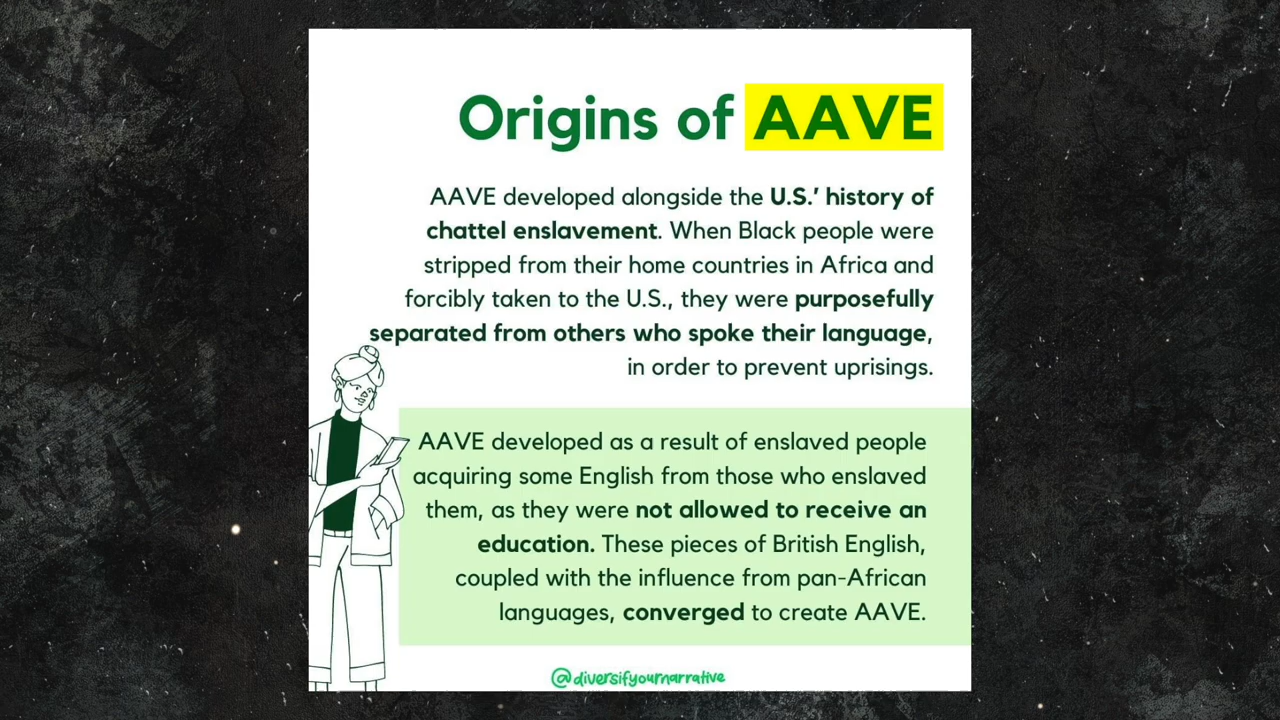 Origins of AAVE
AAVE developed alongside the U.S.' history of
chattel enslavement. When Black people were
stripped from their home countries in Africa and
forcibly taken to the U.S., they were purposefully
separated from others who spoke their language,
in order to prevent uprisings.
AAVE developed as a result of enslaved people
acquiring some English from those who enslaved
them, as they were not allowed to receive an
education. These pieces of British English,
coupled with the influence from pan-African
languages, converged to create AAVE.
@diversifyournarrative